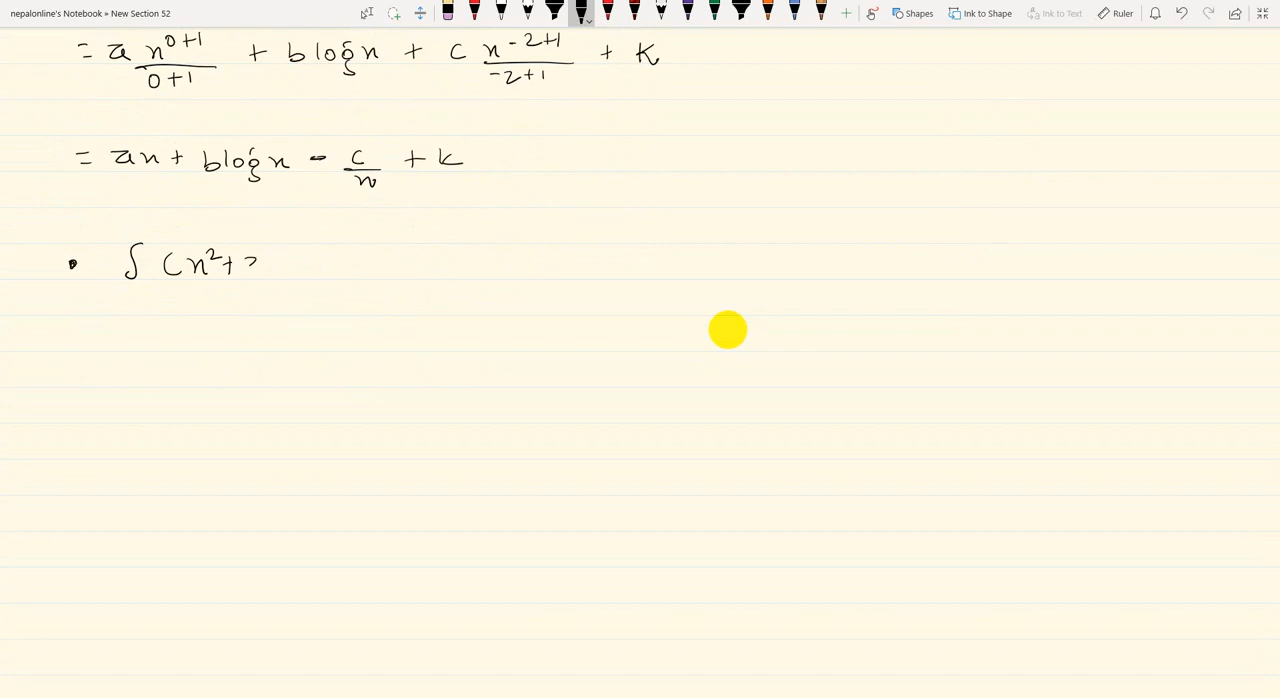 nepalonline's Notebook » New Section 52
Shapes Ink to Shape Ink to Text Ruler
= a x^(0+1)/(0+1) + b log x + c x^(-2+1)/(-2+1) + k
= ax + b log x - c/x + k
• ∫ (x² +